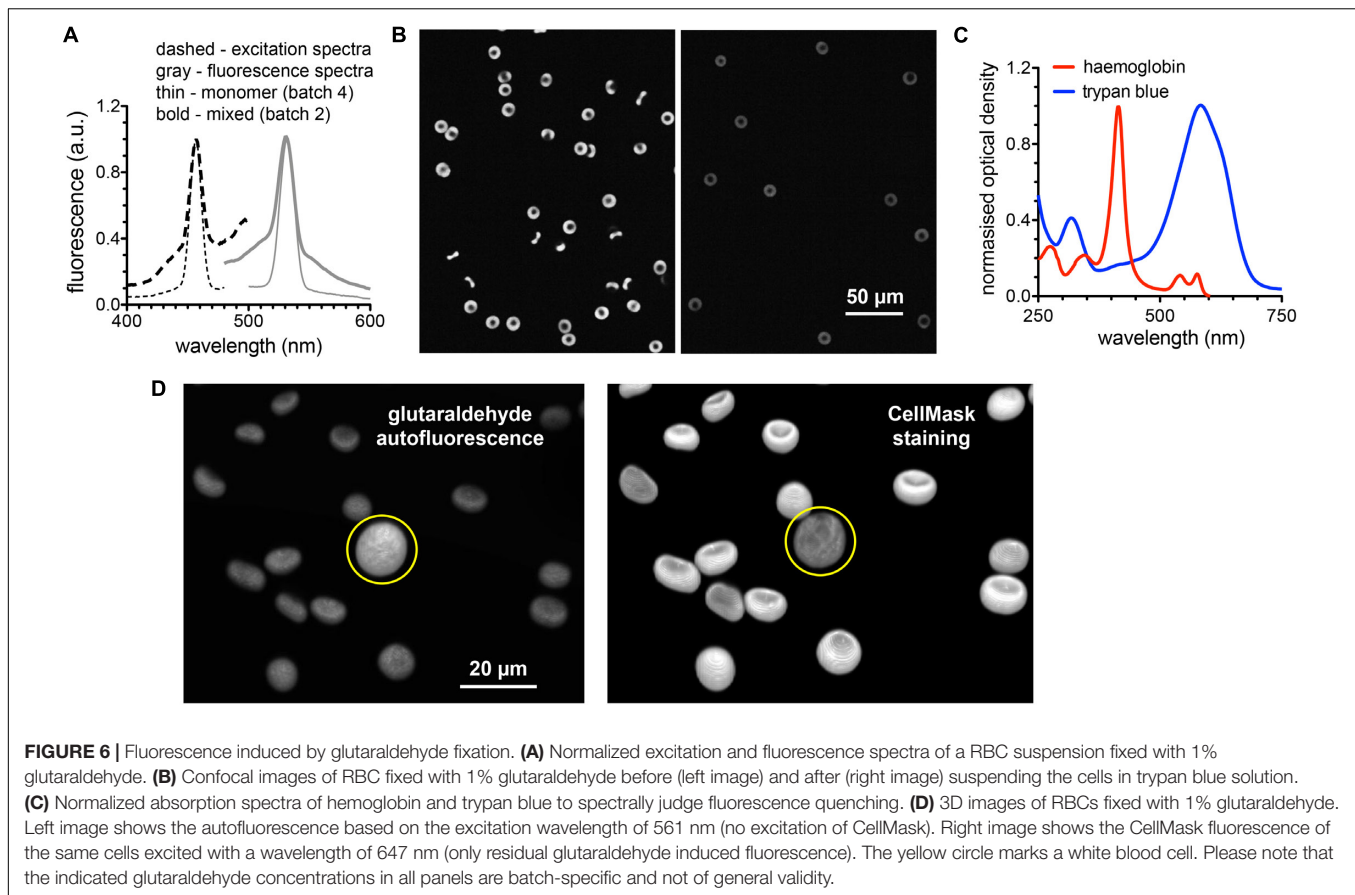 A
dashed - excitation spectra
gray - fluorescence spectra
thin - monomer (batch 4)
bold - mixed (batch 2)
fluorescence (a.u.)
1.2
0.8
0.4
0.0
400
500
600
wavelength (nm)
B
50 µm
C
haemoglobin
trypan blue
normasised optical density
1.2
0.8
0.4
0.0
250
500
750
wavelength (nm)
D
glutaraldehyde
autofluorescence
20 µm
CellMask
staining
FIGURE 6 | Fluorescence induced by glutaraldehyde fixation. (A) Normalized excitation and fluorescence spectra of a RBC suspension fixed with 1%
glutaraldehyde. (B) Confocal images of RBC fixed with 1% glutaraldehyde before (left image) and after (right image) suspending the cells in trypan blue solution.
(C) Normalized absorption spectra of hemoglobin and trypan blue to spectrally judge fluorescence quenching. (D) 3D images of RBCs fixed with 1% glutaraldehyde.
Left image shows the autofluorescence based on the excitation wavelength of 561 nm (no excitation of CellMask). Right image shows the CellMask fluorescence of
the same cells excited with a wavelength of 647 nm (only residual glutaraldehyde induced fluorescence). The yellow circle marks a white blood cell. Please note that
the indicated glutaraldehyde concentrations in all panels are batch-specific and not of general validity.